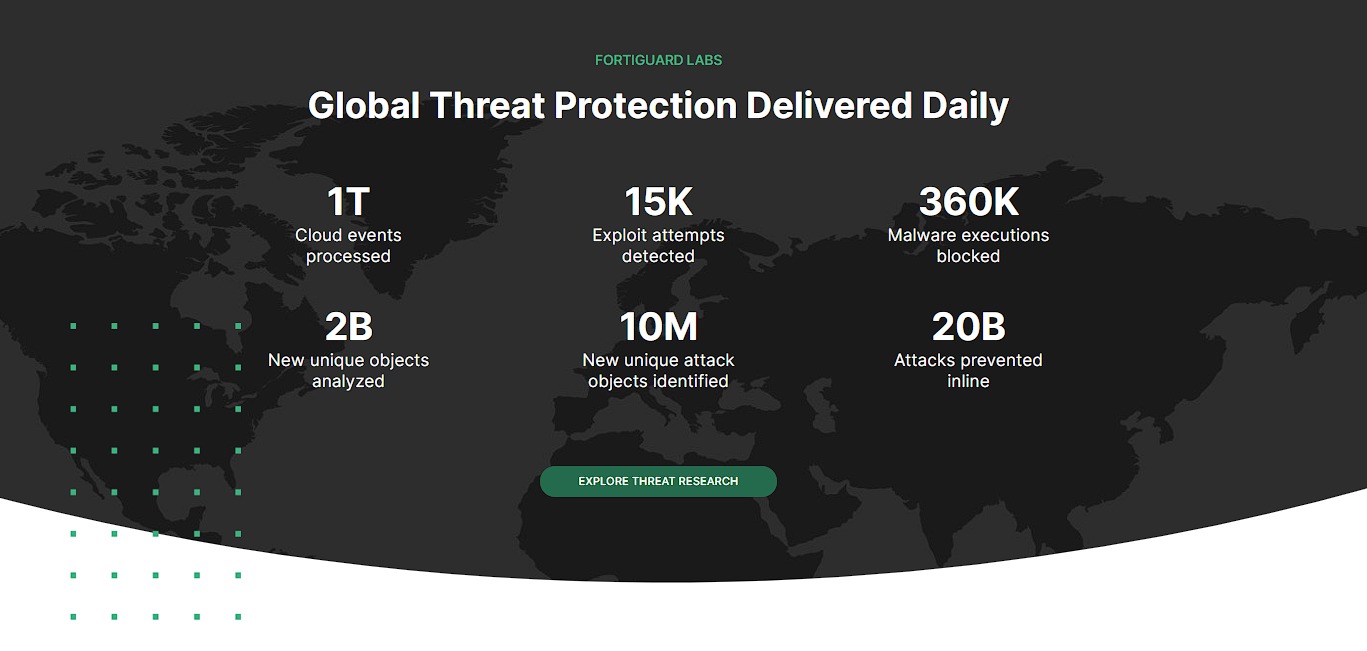 FORTIGUARD LABS
Global Threat Protection Delivered Daily
1T
Cloud events
processed
15K
Exploit attempts
detected
360K
Malware executions
blocked
2B
New unique objects
analyzed
10M
New unique attack
objects identified
20B
Attacks prevented
inline
EXPLORE THREAT RESEARCH